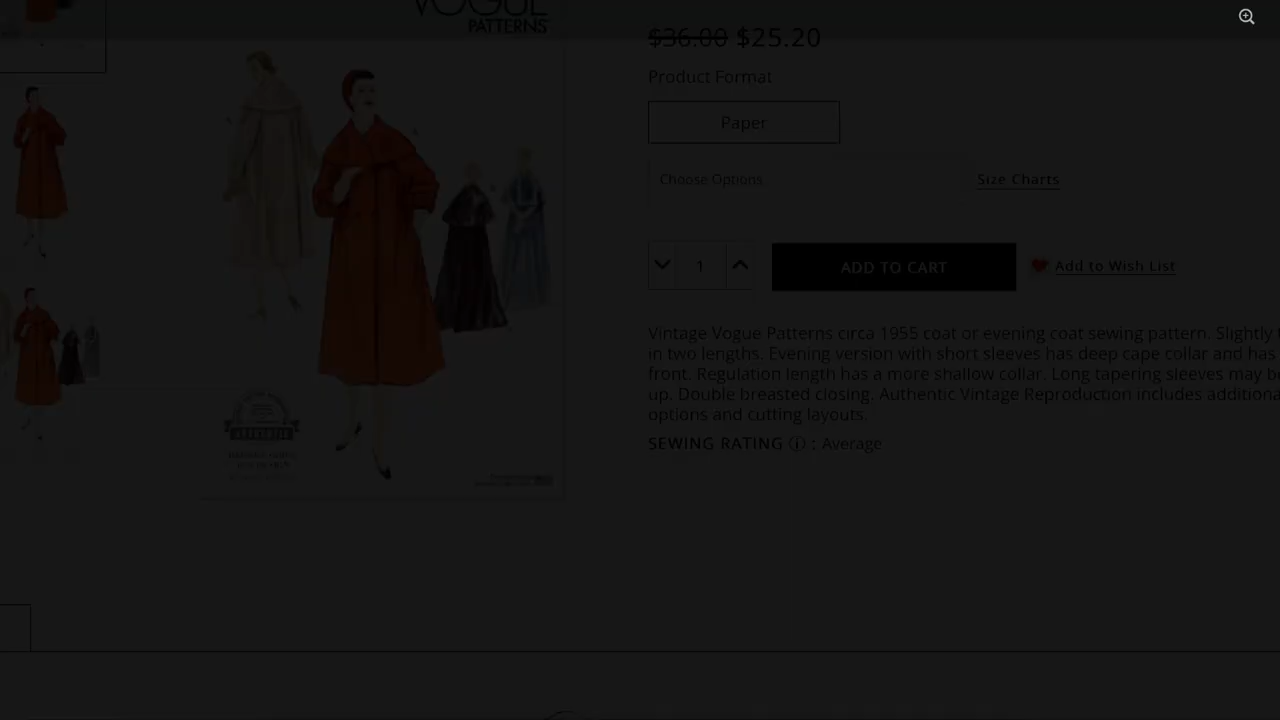 VOGUE
PATTERNS
$36.00 $25.20
Product Format
Paper
Choose Options
Size Charts
1
ADD TO CART
Add to Wish List
Vintage Vogue Patterns circa 1955 coat or evening coat sewing pattern. Slightly
in two lengths. Evening version with short sleeves has deep cape collar and has
front. Regulation length has a more shallow collar. Long tapering sleeves may
up. Double breasted closing. Authentic Vintage Reproduction includes
options and cutting layouts.
SEWING RATING ⓘ : Average
AUTHENTIC